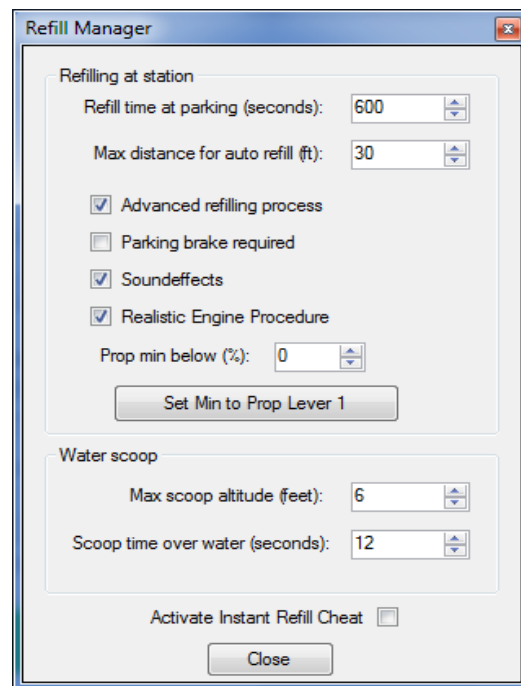 Refill Manager
Refilling at station
Refill time at parking (seconds): 600
Max distance for auto refill (ft): 30
Advanced refilling process
Parking brake required
Soundeffects
Realistic Engine Procedure
Prop min below (%): 0
Set Min to Prop Lever 1
Water scoop
Max scoop altitude (feet): 6
Scoop time over water (seconds): 12
Activate Instant Refill Cheat
Close